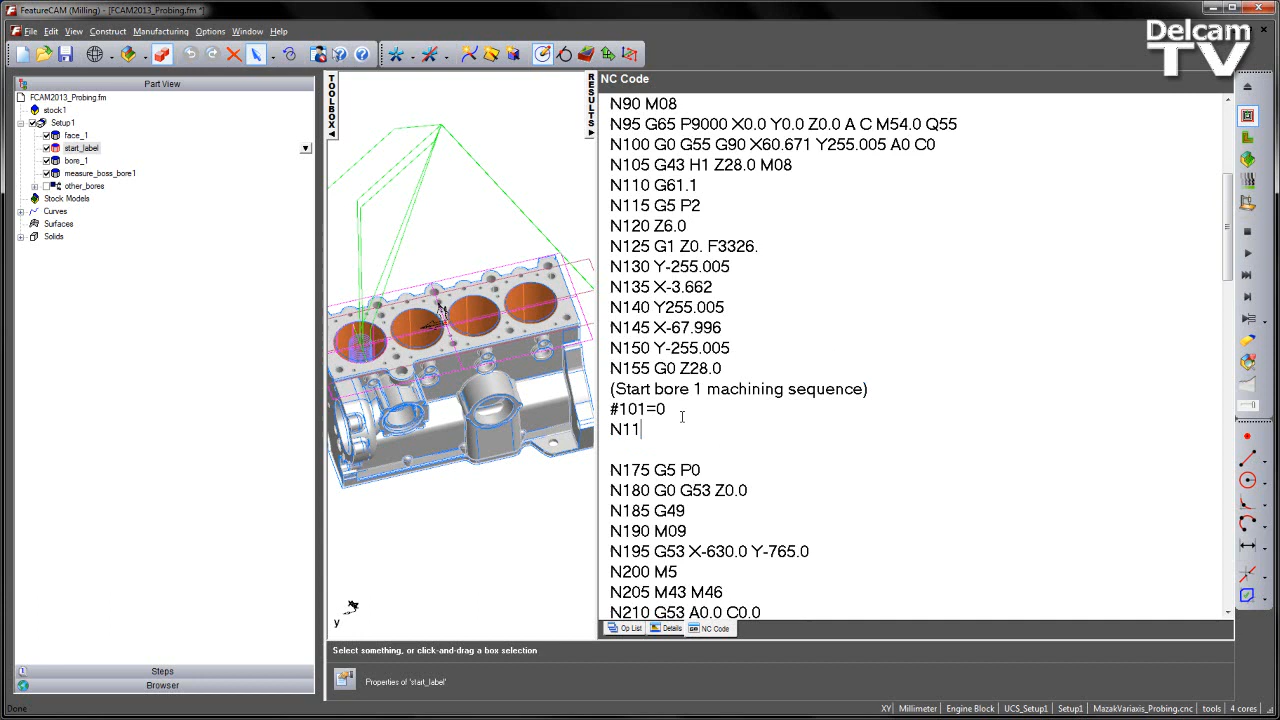 FeatureCAM (Milling) - [FCAM2013_Probing.fm *]
File Edit View Construct Manufacturing Options Window Help
Delcam
TV
Part View
FCAM2013_Probing.fm
stock1
Setup1
face_1
start_label
bore_1
measure_boss_bore1
other_bores
Stock Models
Curves
Surfaces
Solids
Steps
Browser
TOOLBOX
RESULTS
y
NC Code
N90 M08
N95 G65 P9000 X0.0 Y0.0 Z0.0 A C M54.0 Q55
N100 G0 G55 G90 X60.671 Y255.005 A0 C0
N105 G43 H1 Z28.0 M08
N110 G61.1
N115 G5 P2
N120 Z6.0
N125 G1 Z0. F3326.
N130 Y-255.005
N135 X-3.662
N140 Y255.005
N145 X-67.996
N150 Y-255.005
N155 G0 Z28.0
(Start bore 1 machining sequence)
#101=0
N11
N175 G5 P0
N180 G0 G53 Z0.0
N185 G49
N190 M09
N195 G53 X-630.0 Y-765.0
N200 M5
N205 M43 M46
N210 G53 A0.0 C0.0
Op List Details NC Code
Select something, or click-and-drag a box selection
Properties of 'start_label'
Done XY Millimeter Engine Block UCS_Setup1 Setup1 MazakVariaxis_Probing.cnc tools 4 cores